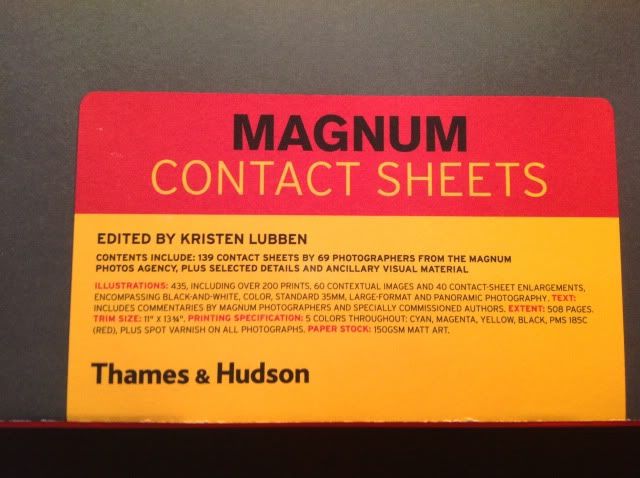 MAGNUM
CONTACT SHEETS
EDITED BY KRISTEN LUBBEN
CONTENTS INCLUDE: 139 CONTACT SHEETS BY 69 PHOTOGRAPHERS FROM THE MAGNUM
PHOTOS AGENCY, PLUS SELECTED DETAILS AND ANCILLARY VISUAL MATERIAL
ILLUSTRATIONS: 435, INCLUDING OVER 200 PRINTS, 60 CONTEXTUAL IMAGES AND 40 CONTACT-SHEET ENLARGEMENTS,
ENCOMPASSING BLACK-AND-WHITE, COLOR, STANDARD 35MM, LARGE-FORMAT AND PANORAMIC PHOTOGRAPHY. TEXT:
INCLUDES COMMENTARIES BY MAGNUM PHOTOGRAPHERS AND SPECIALLY COMMISSIONED AUTHORS. EXTENT: 508 PAGES.
TRIM SIZE: 11" X 13¾". PRINTING SPECIFICATION: 5 COLORS THROUGHOUT: CYAN, MAGENTA, YELLOW, BLACK, PMS 185C
(RED), PLUS SPOT VARNISH ON ALL PHOTOGRAPHS. PAPER STOCK: 150GSM MATT ART.
Thames & Hudson